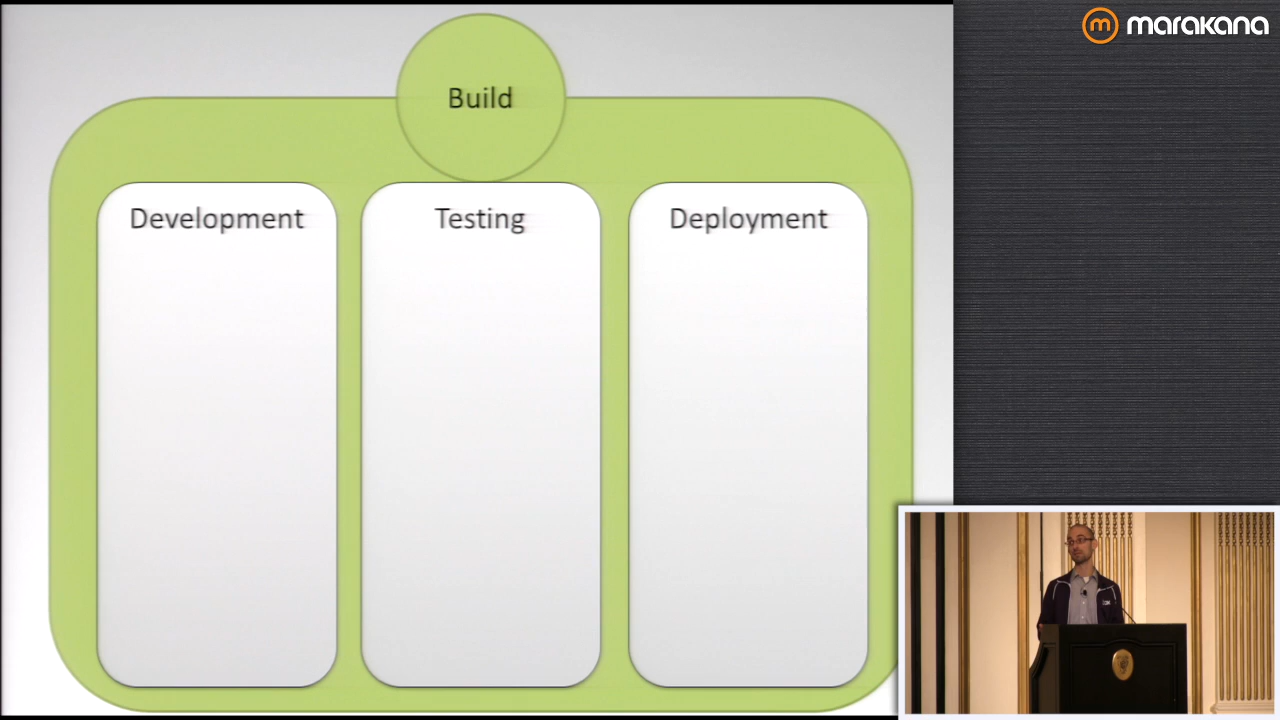 marakana
Build
Development
Testing
Deployment